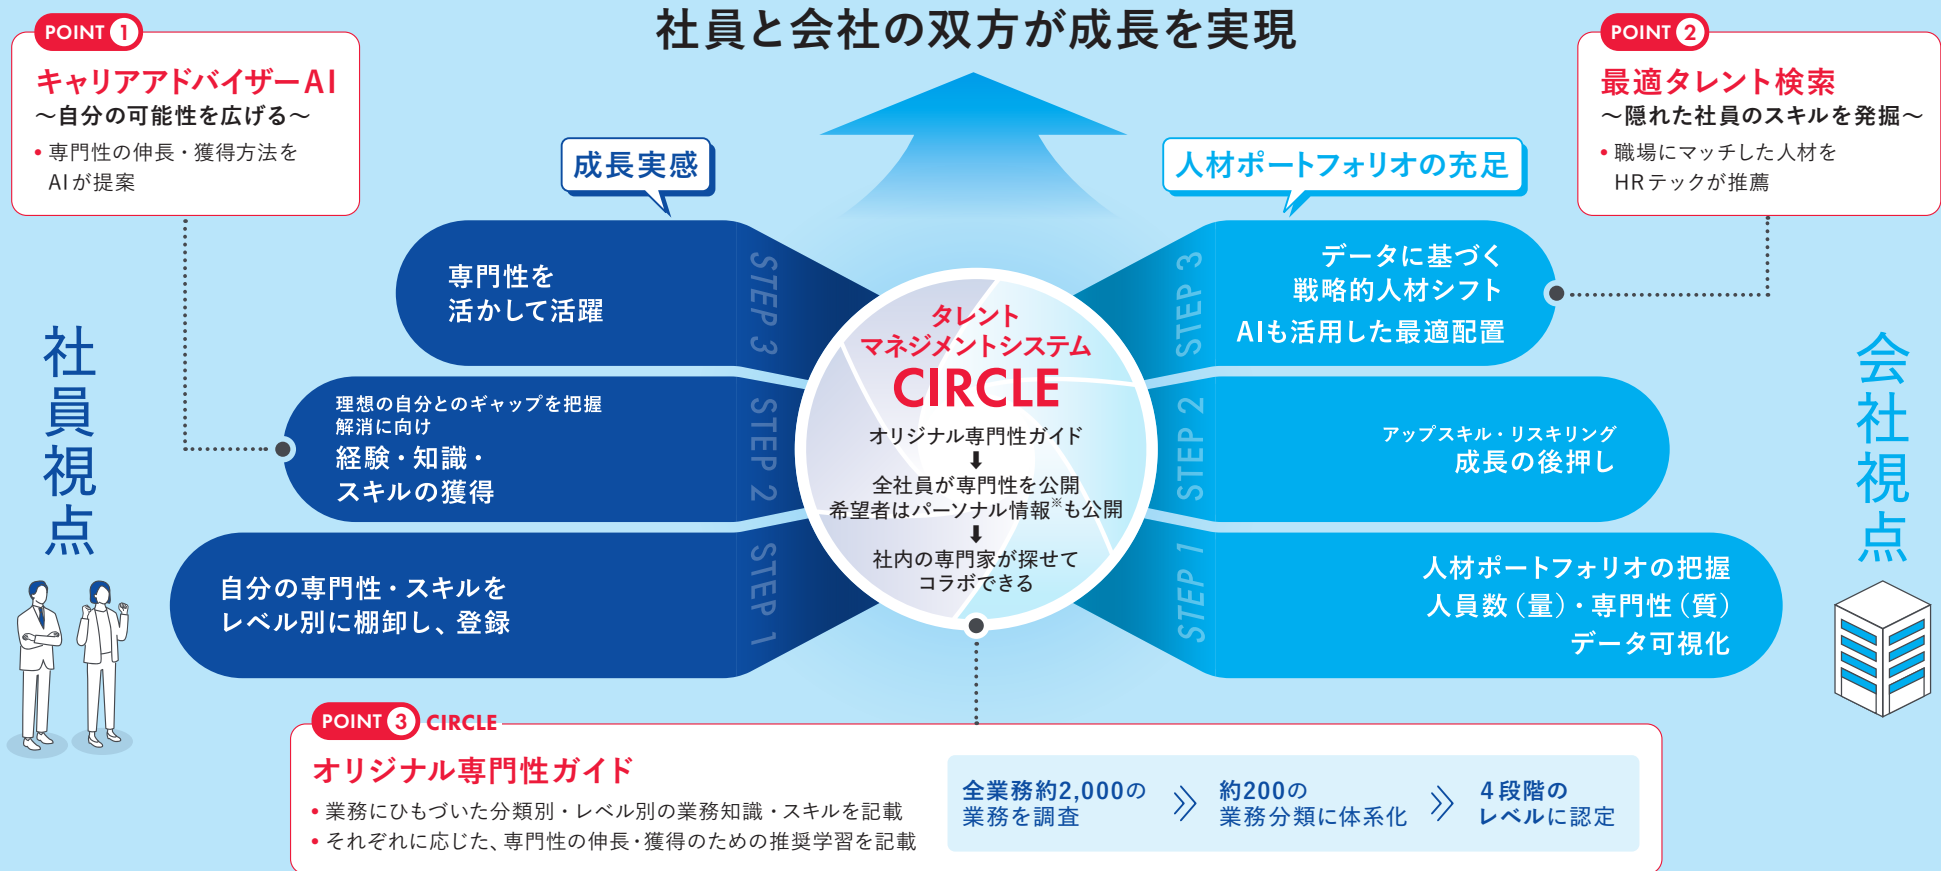 社員と会社の双方が成長を実現
POINT 1
キャリアアドバイザーAI
～自分の可能性を広げる～
• 専門性の伸長・獲得方法を
AIが提案
POINT 2
最適タレント検索
～隠れた社員のスキルを発掘～
• 職場にマッチした人材を
HRテックが推薦
社員視点
成長実感
専門性を
活かして活躍
STEP 3
理想の自分とのギャップを把握
解消に向け
経験・知識・
スキルの獲得
STEP 2
自分の専門性・スキルを
レベル別に棚卸し、登録
STEP 1
タレント
マネジメントシステム
CIRCLE
オリジナル専門性ガイド
⬇
全社員が専門性を公開
希望者はパーソナル情報※も公開
⬇
社内の専門家が探せて
コラボできる
会社視点
人材ポートフォリオの充足
STEP 3
データに基づく
戦略的人材シフト
AIも活用した最適配置
STEP 2
アップスキル・リスキリング
成長の後押し
STEP 1
人材ポートフォリオの把握
人員数（量）・専門性（質）
データ可視化
POINT 3 CIRCLE
オリジナル専門性ガイド
• 業務にひもづいた分類別・レベル別の業務知識・スキルを記載
• それぞれに応じた、専門性の伸長・獲得のための推奨学習を記載
全業務約2,000の
業務を調査
約200の
業務分類に体系化
4段階の
レベルに認定